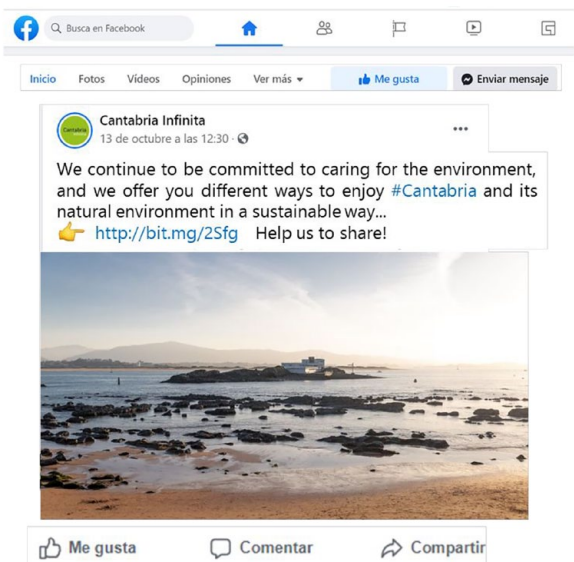 Busca en Facebook
Inicio Fotos Vídeos Opiniones Ver más Me gusta Enviar mensaje
Cantabria Infinita
13 de octubre a las 12:30 ·
Cantabria
We continue to be committed to caring for the environment,
and we offer you different ways to enjoy #Cantabria and its
natural environment in a sustainable way...
http://bit.mg/2Sfg Help us to share!
Me gusta Comentar Compartir